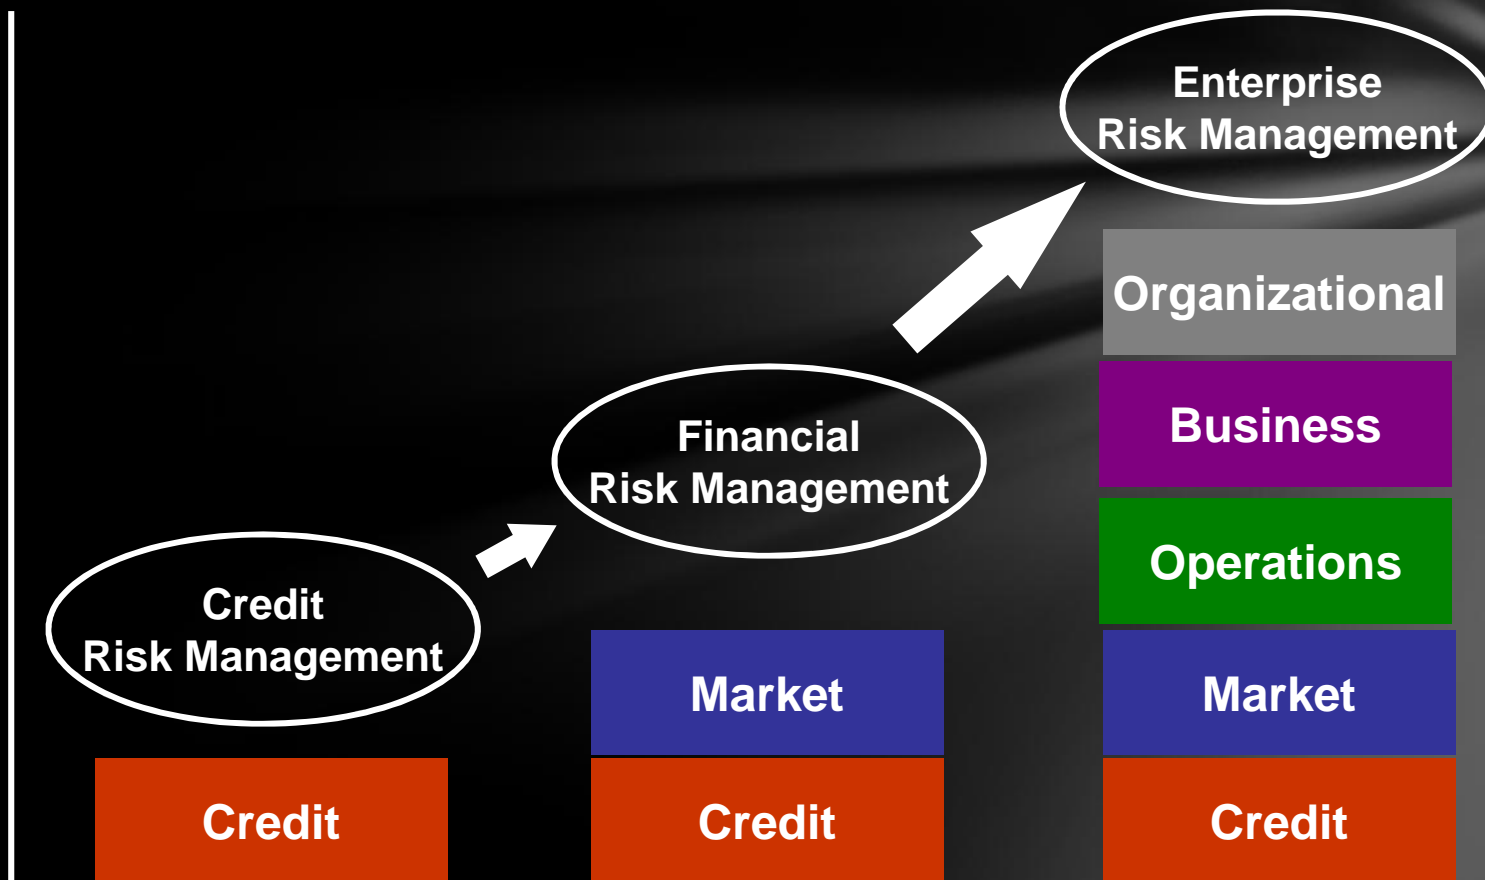 Enterprise
Risk Management
Organizational
Financial
Risk Management
Business
Operations
Credit
Risk Management
Market
Market
Credit
Credit
Credit